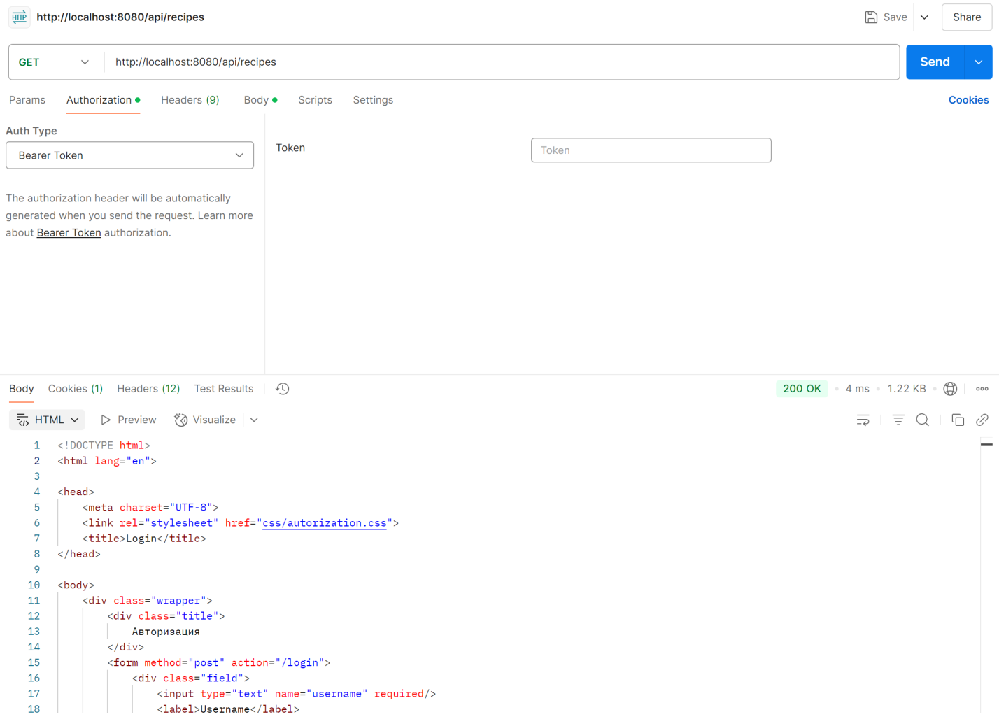 HTTP http://localhost:8080/api/recipes Save Share
GET http://localhost:8080/api/recipes Send
Params Authorization Headers (9) Body Scripts Settings Cookies
Auth Type
Bearer Token
Token Token
The authorization header will be automatically
generated when you send the request. Learn more
about Bearer Token authorization.
Body Cookies (1) Headers (12) Test Results 200 OK 4 ms 1.22 KB
HTML Preview Visualize
1 <!DOCTYPE html>
2 <html lang="en">
3
4 <head>
5 <meta charset="UTF-8">
6 <link rel="stylesheet" href="css/autorization.css">
7 <title>Login</title>
8 </head>
9
10 <body>
11 <div class="wrapper">
12 <div class="title">
13 Авторизация
14 </div>
15 <form method="post" action="/login">
16 <div class="field">
17 <input type="text" name="username" required/>
18 <label>Username</label>